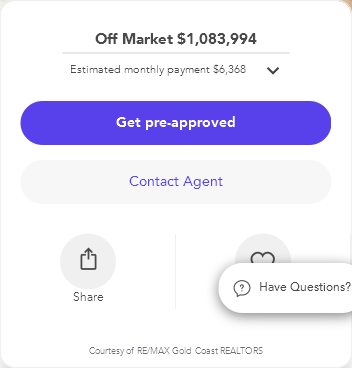 Off Market $1,083,994
Estimated monthly payment $6,368
Get pre-approved
Contact Agent
Share
Have Questions?
Courtesy of RE/MAX Gold Coast REALTORS